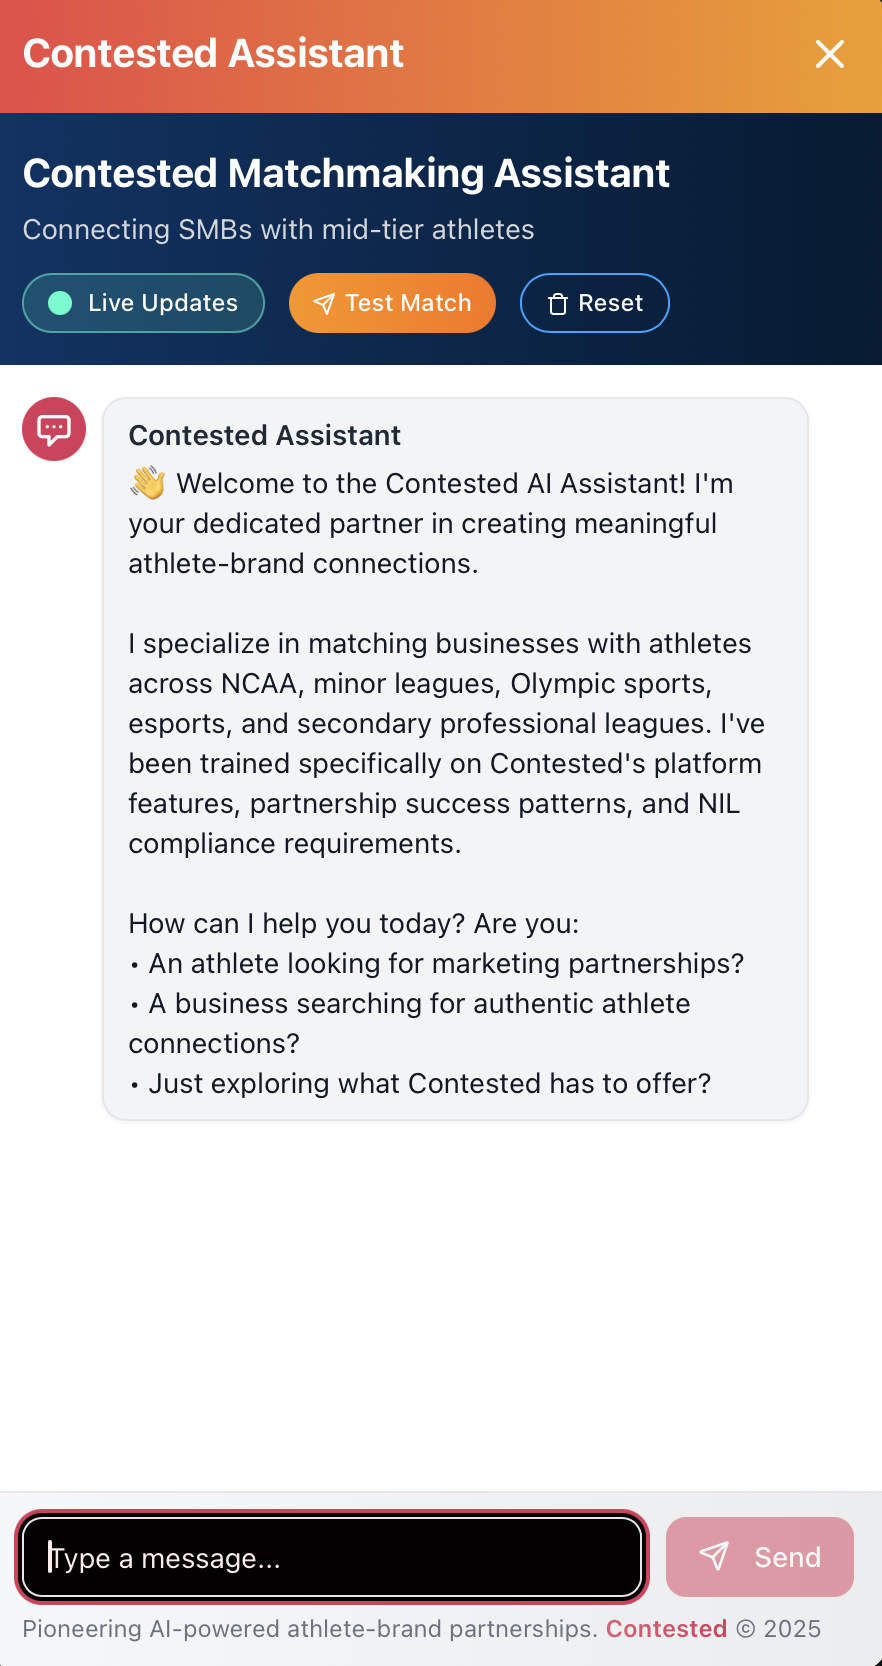 Contested Assistant
Contested Matchmaking Assistant
Connecting SMBs with mid-tier athletes
Live Updates
Test Match
Reset
Contested Assistant
👋 Welcome to the Contested AI Assistant! I'm
your dedicated partner in creating meaningful
athlete-brand connections.
I specialize in matching businesses with athletes
across NCAA, minor leagues, Olympic sports,
esports, and secondary professional leagues. I've
been trained specifically on Contested's platform
features, partnership success patterns, and NIL
compliance requirements.
How can I help you today? Are you:
• An athlete looking for marketing partnerships?
• A business searching for authentic athlete
connections?
• Just exploring what Contested has to offer?
Type a message...
Send
Pioneering AI-powered athlete-brand partnerships. Contested © 2025